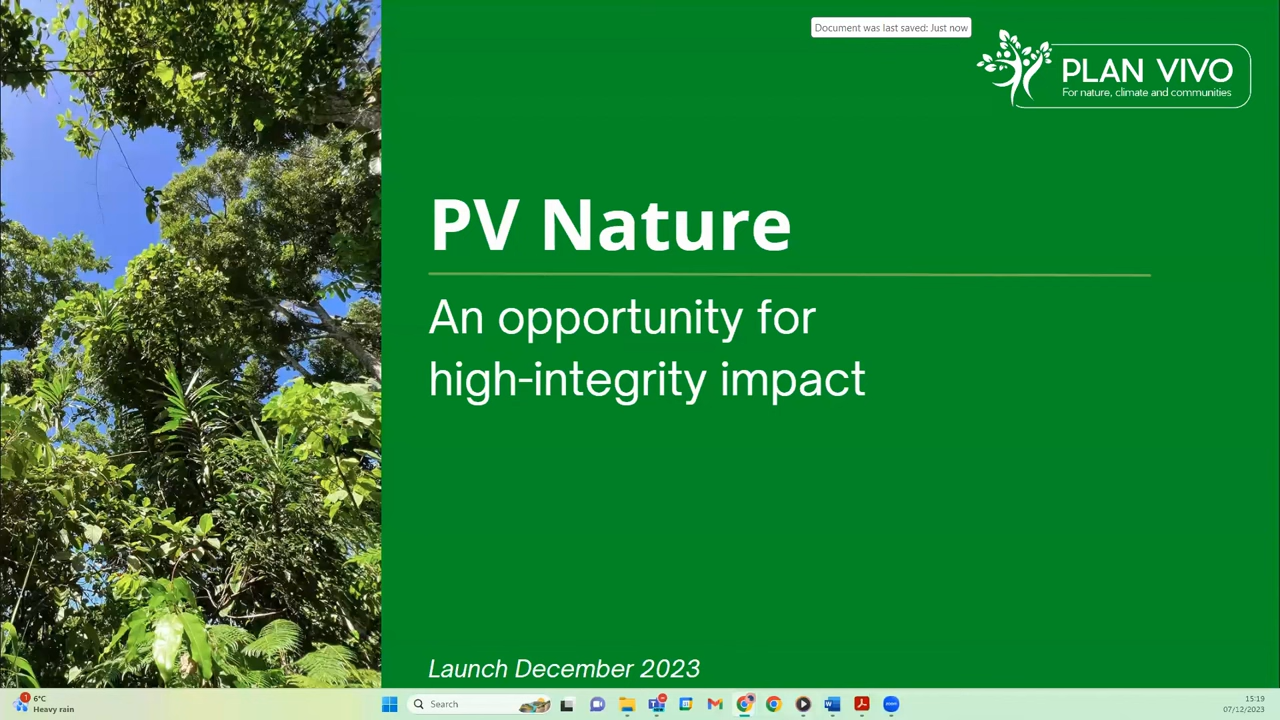 Document was last saved: Just now
PLAN VIVO
For nature, climate and communities
PV Nature
An opportunity for
high-integrity impact
Launch December 2023
1
6°C
Heavy rain
Search
15:19
07/12/2023